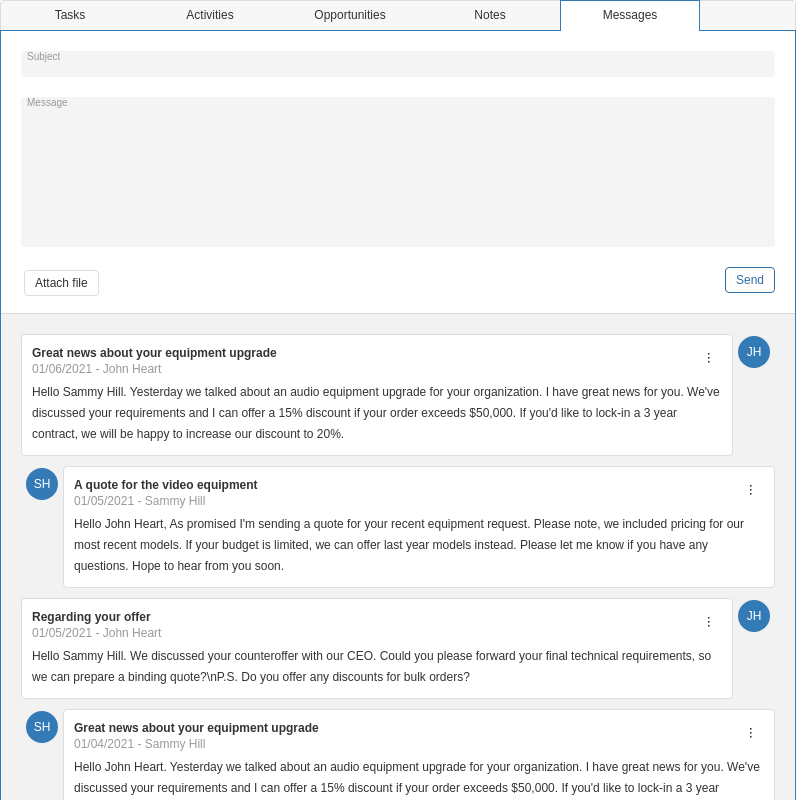 Tasks Activities Opportunities Notes Messages
Subject
Message
Attach file
Send
Great news about your equipment upgrade
JH
01/06/2021 - John Heart
Hello Sammy Hill. Yesterday we talked about an audio equipment upgrade for your organization. I have great news for you. We've
discussed your requirements and I can offer a 15% discount if your order exceeds $50,000. If you'd like to lock-in a 3 year
contract, we will be happy to increase our discount to 20%.
SH
A quote for the video equipment
01/05/2021 - Sammy Hill
Hello John Heart, As promised I'm sending a quote for your recent equipment request. Please note, we included pricing for our
most recent models. If your budget is limited, we can offer last year models instead. Please let me know if you have any
questions. Hope to hear from you soon.
Regarding your offer
JH
01/05/2021 - John Heart
Hello Sammy Hill. We discussed your counteroffer with our CEO. Could you please forward your final technical requirements, so
we can prepare a binding quote?\nP.S. Do you offer any discounts for bulk orders?
SH
Great news about your equipment upgrade
01/04/2021 - Sammy Hill
Hello John Heart. Yesterday we talked about an audio equipment upgrade for your organization. I have great news for you. We've
discussed your requirements and I can offer a 15% discount if your order exceeds $50,000. If you'd like to lock-in a 3 year